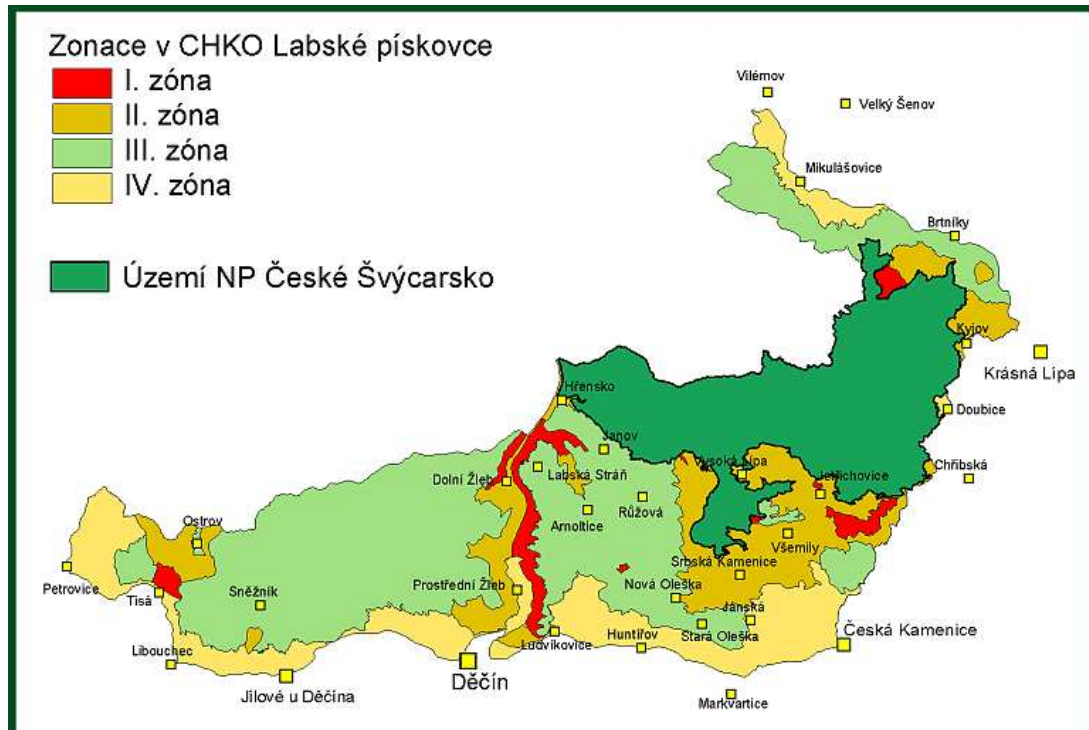 Zonace v CHKO Labské pískovce
I. zóna
II. zóna
III. zóna
IV. zóna
Území NP České Švýcarsko
Vilémov
Velký Šenov
Mikulášovice
Brtníky
Kyjov
Krásná Lípa
Hřensko
Doubice
Janov
Vysoká Lípa
Chřibská
Labská Stráň
Jetřichovice
Dolní Žleb
Růžová
Arnoltice
Všemily
Ostrov
Srbská Kamenice
Petrovice
Tisá
Sněžník
Prostřední Žleb
Nová Oleška
Jánská
Ludvíkovice
Huntířov
Stará Oleška
Česká Kamenice
Libouchec
Děčín
Jílové u Děčína
Markvartice